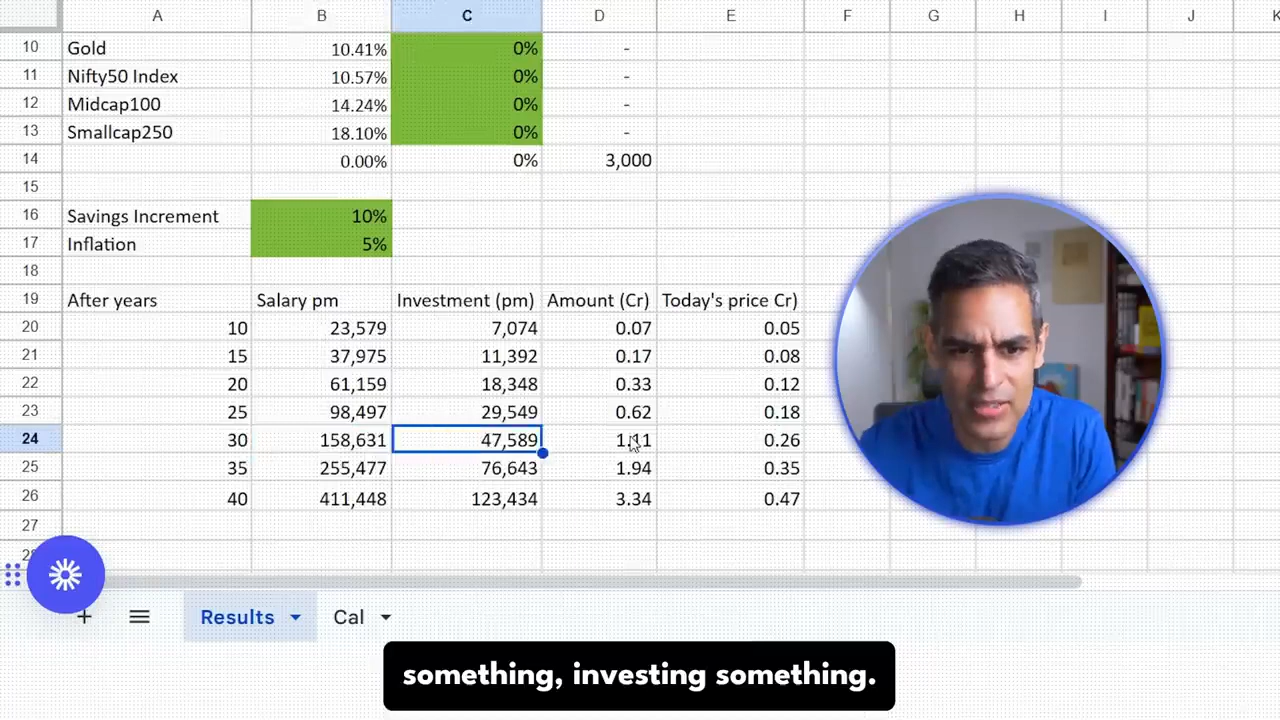 A B C D E F G H I J K
10 Gold 10.41% 0% -
11 Nifty50 Index 10.57% 0% -
12 Midcap100 14.24% 0% -
13 Smallcap250 18.10% 0% -
14 0.00% 0% 3,000
15
16 Savings Increment 10%
17 Inflation 5%
18
19 After years Salary pm Investment (pm) Amount (Cr) Today's price Cr)
20 10 23,579 7,074 0.07 0.05
21 15 37,975 11,392 0.17 0.08
22 20 61,159 18,348 0.33 0.12
23 25 98,497 29,549 0.62 0.18
24 30 158,631 47,589 1.11 0.26
25 35 255,477 76,643 1.94 0.35
26 40 411,448 123,434 3.34 0.47
27
Results Cal
something, investing something.